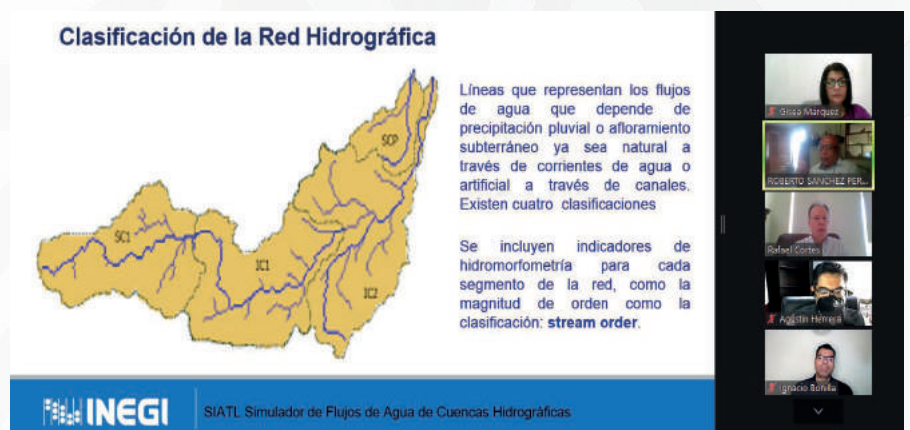 Clasificación de la Red Hidrográfica
Líneas que representan los flujos
de agua que depende de
precipitación pluvial o afloramiento
subterráneo ya sea natural a
través de corrientes de agua o
artificial a través de canales.
Existen cuatro clasificaciones
Se incluyen indicadores de
hidromorfometría para cada
segmento de la red, como la
magnitud de orden como la
clasificación: stream order.
SCP
SC1
IC1
IC2
INEGI
SIATL Simulador de Flujos de Agua de Cuencas Hidrográficas
Gisela Márquez
ROBERTO SANCHEZ PER...
Rafael Cortes
Agustín Herrera
Ignacio Bonilla